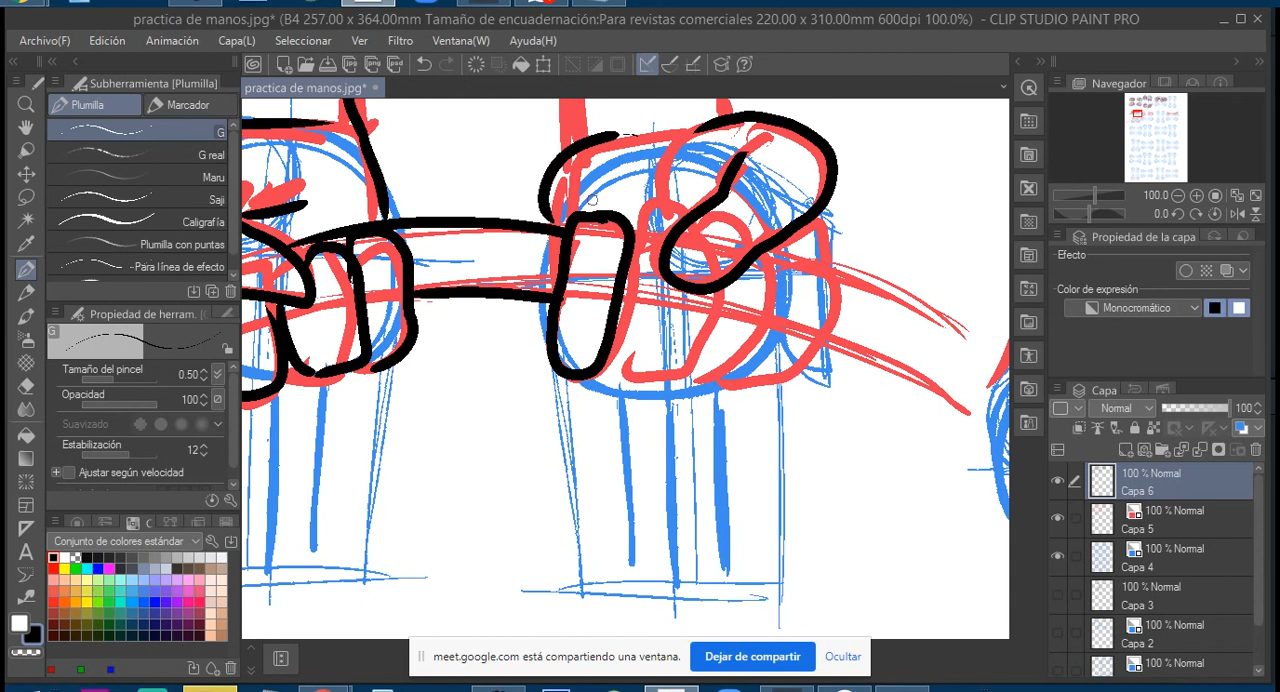 practica de manos.jpg* (B4 257.00 x 364.00mm Tamaño de encuadernación:Para revistas comerciales 220.00 x 310.00mm 600dpi 100.0%) - CLIP STUDIO PAINT PRO
Archivo(F) Edición Animación Capa(L) Seleccionar Ver Filtro Ventana(W) Ayuda(H)
Subherramienta [Plumilla]
Plumilla Marcador
practica de manos.jpg*
Navegador
G
G real
Maru
Saji
Caligrafía
Plumilla con puntas
Para línea de efecto
100.0
0.0
Propiedad de la capa
Efecto
Color de expresión
Monocromático
Propiedad de herram.
G
Tamaño del pincel 0.50
Opacidad 100
Suavizado
Estabilización 12
Ajustar según velocidad
Capa
Normal 100
100 % Normal
Capa 6
100 % Normal
Capa 5
100 % Normal
Capa 4
100 % Normal
Capa 3
100 % Normal
Capa 2
100 % Normal
C
Conjunto de colores estándar
meet.google.com está compartiendo una ventana. Dejar de compartir Ocultar